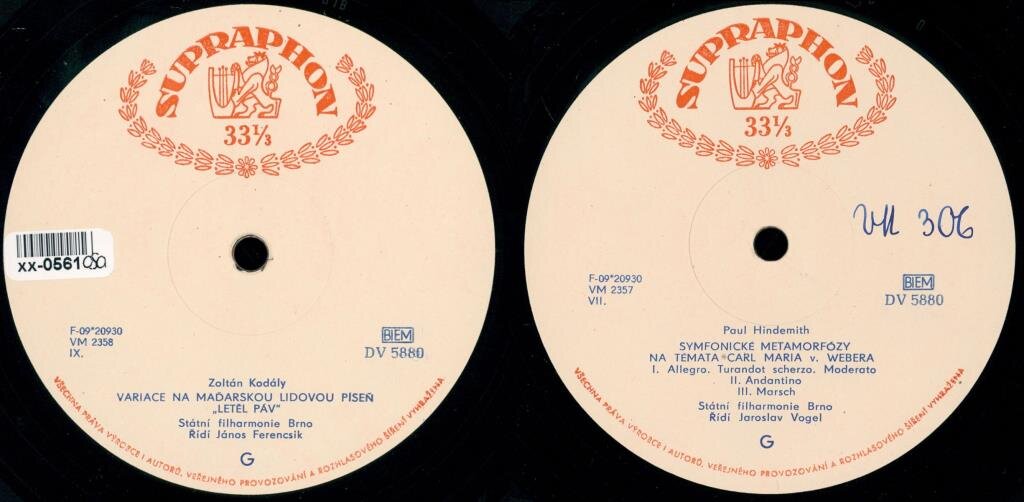 SUPRAPHON
33⅓
xx-0561
F-09*20930
VM 2358
IX.
BIEM
DV 5880
Zoltán Kodály
VARIACE NA MAĎARSKOU LIDOVOU PÍSEŇ
„LETĚL PÁV"
Státní filharmonie Brno
Řídí János Ferencsik
G
VŠECHNA PRÁVA VÝROBCE I AUTORŮ, VEŘEJNÉHO PROVOZOVÁNÍ A ROZHLASOVÉHO ŠÍŘENÍ VYHRAŽENA
SUPRAPHON
33⅓
VM 306
F-09*20930
VM 2357
VII.
BIEM
DV 5880
Paul Hindemith
SYMFONICKÉ METAMORFÓZY
NA TÉMATA CARL MARIA v. WEBERA
I. Allegro. Turandot scherzo. Moderato
II. Andantino
III. Marsch
Státní filharmonie Brno
Řídí Jaroslav Vogel
G
VŠECHNA PRÁVA VÝROBCE I AUTORŮ, VEŘEJNÉHO PROVOZOVÁNÍ A ROZHLASOVÉHO ŠÍŘENÍ VYHRAŽENA